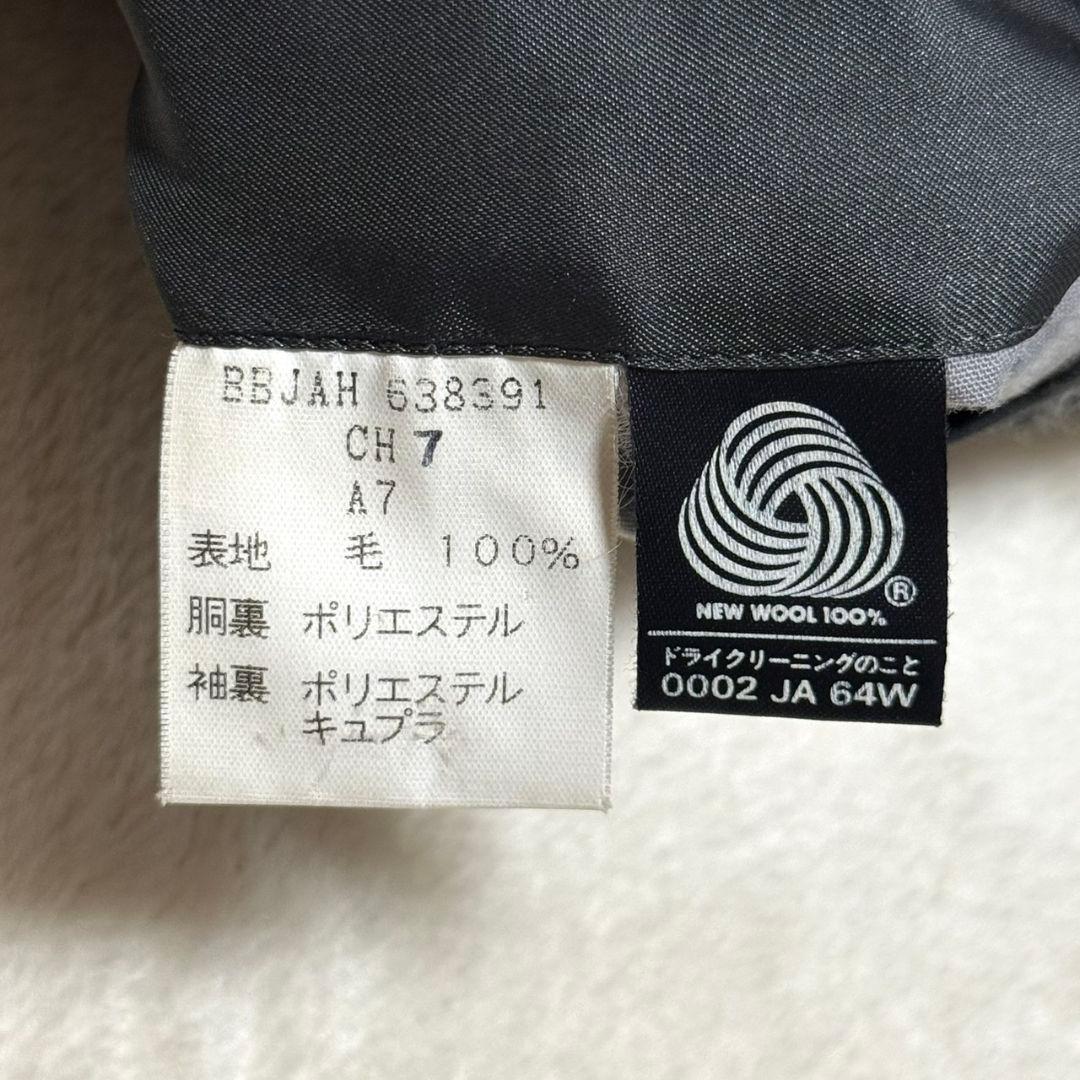 BBJAH 638391
CH 7
A7
表地 毛 100%
胴裏 ポリエステル
袖裏 ポリエステル
キュプラ
®
NEW WOOL 100%
ドライクリーニングのこと
0002 JA 64W